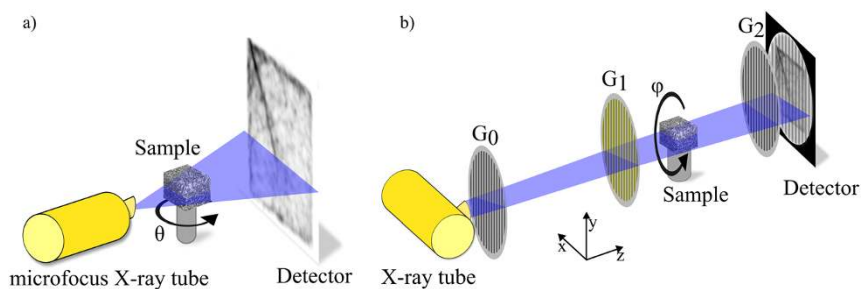 a)
Sample
θ
microfocus X-ray tube
Detector
b)
G0
G1
φ
G2
Sample
Detector
X-ray tube
y
x
z